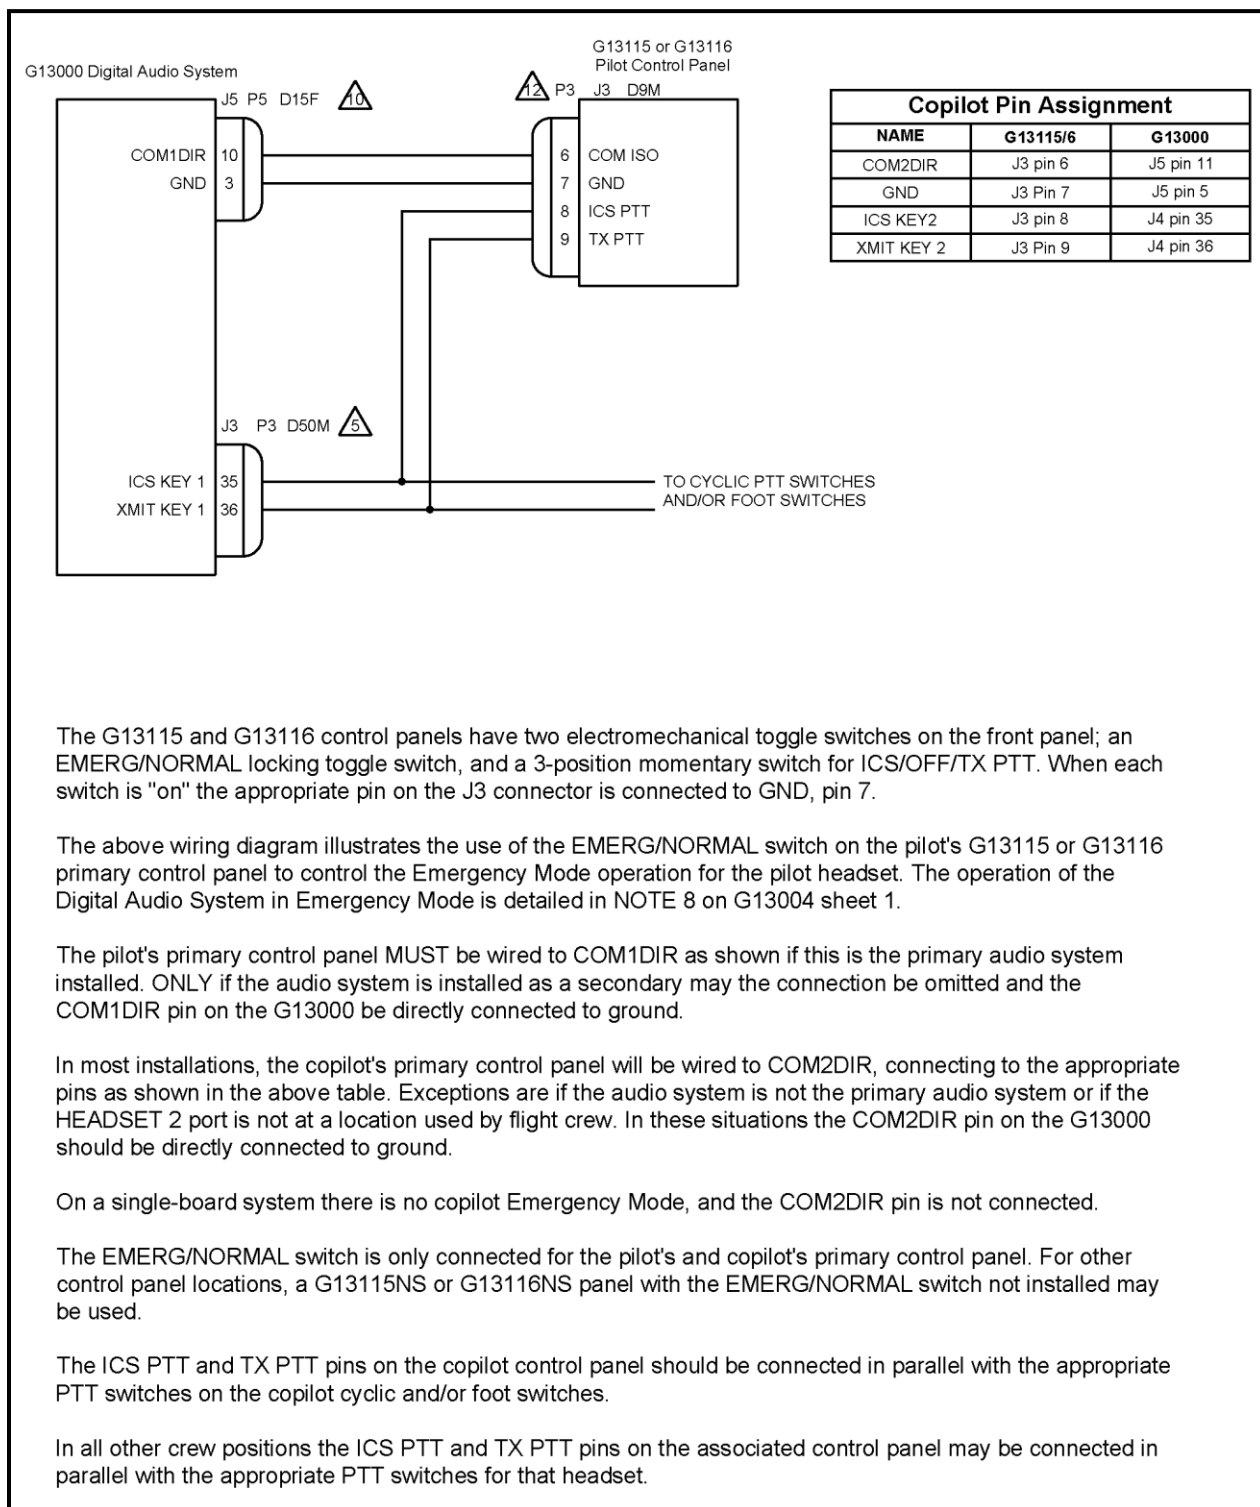 G13000 Digital Audio System
J5 P5 D15F 10
COM1DIR 10
GND 3
G13115 or G13116
Pilot Control Panel
12 P3 J3 D9M
6 COM ISO
7 GND
8 ICS PTT
9 TX PTT
J3 P3 D50M 5
ICS KEY 1 35
XMIT KEY 1 36
TO CYCLIC PTT SWITCHES
AND/OR FOOT SWITCHES
Copilot Pin Assignment
NAME G13115/6 G13000
COM2DIR J3 pin 6 J5 pin 11
GND J3 Pin 7 J5 pin 5
ICS KEY2 J3 pin 8 J4 pin 35
XMIT KEY 2 J3 Pin 9 J4 pin 36
The G13115 and G13116 control panels have two electromechanical toggle switches on the front panel; an
EMERG/NORMAL locking toggle switch, and a 3-position momentary switch for ICS/OFF/TX PTT. When each
switch is "on" the appropriate pin on the J3 connector is connected to GND, pin 7.
The above wiring diagram illustrates the use of the EMERG/NORMAL switch on the pilot's G13115 or G13116
primary control panel to control the Emergency Mode operation for the pilot headset. The operation of the
Digital Audio System in Emergency Mode is detailed in NOTE 8 on G13004 sheet 1.
The pilot's primary control panel MUST be wired to COM1DIR as shown if this is the primary audio system
installed. ONLY if the audio system is installed as a secondary may the connection be omitted and the
COM1DIR pin on the G13000 be directly connected to ground.
In most installations, the copilot's primary control panel will be wired to COM2DIR, connecting to the appropriate
pins as shown in the above table. Exceptions are if the audio system is not the primary audio system or if the
HEADSET 2 port is not at a location used by flight crew. In these situations the COM2DIR pin on the G13000
should be directly connected to ground.
On a single-board system there is no copilot Emergency Mode, and the COM2DIR pin is not connected.
The EMERG/NORMAL switch is only connected for the pilot's and copilot's primary control panel. For other
control panel locations, a G13115NS or G13116NS panel with the EMERG/NORMAL switch not installed may
be used.
The ICS PTT and TX PTT pins on the copilot control panel should be connected in parallel with the appropriate
PTT switches on the copilot cyclic and/or foot switches.
In all other crew positions the ICS PTT and TX PTT pins on the associated control panel may be connected in
parallel with the appropriate PTT switches for that headset.